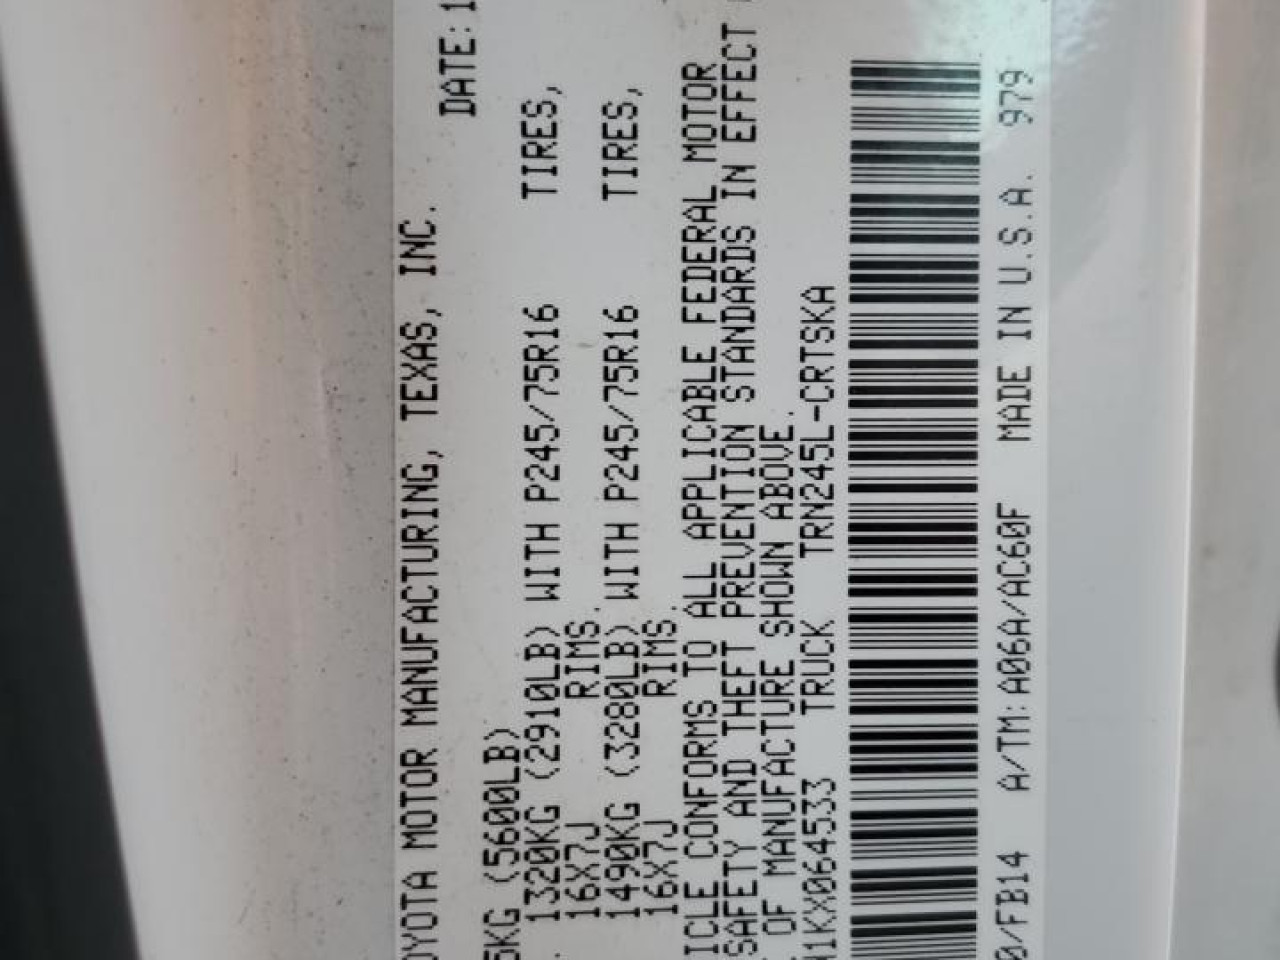 OYOTA MOTOR MANUFACTURING, TEXAS, INC.
DATE:1
5KG (5600LB)
: 1320KG (2910LB) WITH P245/75R16 TIRES,
16X7J RIMS.
: 1490KG (3280LB) WITH P245/75R16 TIRES,
16X7J RIMS.
ICLE CONFORMS TO ALL APPLICABLE FEDERAL MOTOR
SAFETY AND THEFT PREVENTION STANDARDS IN EFFECT
OF MANUFACTURE SHOWN ABOVE.
1KX064533 TRUCK TRN245L-CRTSKA
0/FB14 A/TM:A06A/AC60F MADE IN U.S.A. 979